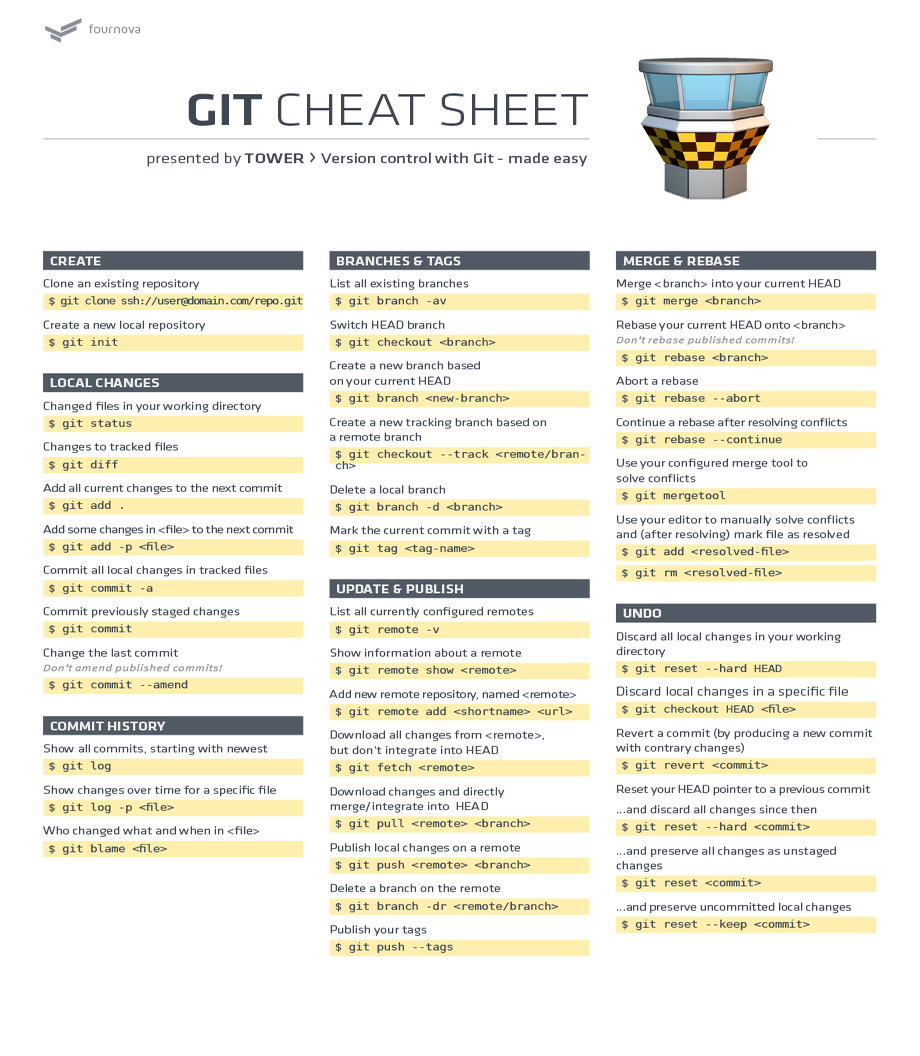 fournova
GIT CHEAT SHEET
presented by TOWER › Version control with Git - made easy
CREATE
Clone an existing repository
$ git clone ssh://user@domain.com/repo.git
Create a new local repository
$ git init
LOCAL CHANGES
Changed files in your working directory
$ git status
Changes to tracked files
$ git diff
Add all current changes to the next commit
$ git add .
Add some changes in <file> to the next commit
$ git add -p <file>
Commit all local changes in tracked files
$ git commit -a
Commit previously staged changes
$ git commit
Change the last commit
Don't amend published commits!
$ git commit --amend
COMMIT HISTORY
Show all commits, starting with newest
$ git log
Show changes over time for a specific file
$ git log -p <file>
Who changed what and when in <file>
$ git blame <file>
BRANCHES & TAGS
List all existing branches
$ git branch -av
Switch HEAD branch
$ git checkout <branch>
Create a new branch based
on your current HEAD
$ git branch <new-branch>
Create a new tracking branch based on
a remote branch
$ git checkout --track <remote/bran-
ch>
Delete a local branch
$ git branch -d <branch>
Mark the current commit with a tag
$ git tag <tag-name>
UPDATE & PUBLISH
List all currently configured remotes
$ git remote -v
Show information about a remote
$ git remote show <remote>
Add new remote repository, named <remote>
$ git remote add <shortname> <url>
Download all changes from <remote>,
but don't integrate into HEAD
$ git fetch <remote>
Download changes and directly
merge/integrate into HEAD
$ git pull <remote> <branch>
Publish local changes on a remote
$ git push <remote> <branch>
Delete a branch on the remote
$ git branch -dr <remote/branch>
Publish your tags
$ git push --tags
MERGE & REBASE
Merge <branch> into your current HEAD
$ git merge <branch>
Rebase your current HEAD onto <branch>
Don't rebase published commits!
$ git rebase <branch>
Abort a rebase
$ git rebase --abort
Continue a rebase after resolving conflicts
$ git rebase --continue
Use your configured merge tool to
solve conflicts
$ git mergetool
Use your editor to manually solve conflicts
and (after resolving) mark file as resolved
$ git add <resolved-file>
$ git rm <resolved-file>
UNDO
Discard all local changes in your working
directory
$ git reset --hard HEAD
Discard local changes in a specific file
$ git checkout HEAD <file>
Revert a commit (by producing a new commit
with contrary changes)
$ git revert <commit>
Reset your HEAD pointer to a previous commit
...and discard all changes since then
$ git reset --hard <commit>
...and preserve all changes as unstaged
changes
$ git reset <commit>
...and preserve uncommitted local changes
$ git reset --keep <commit>